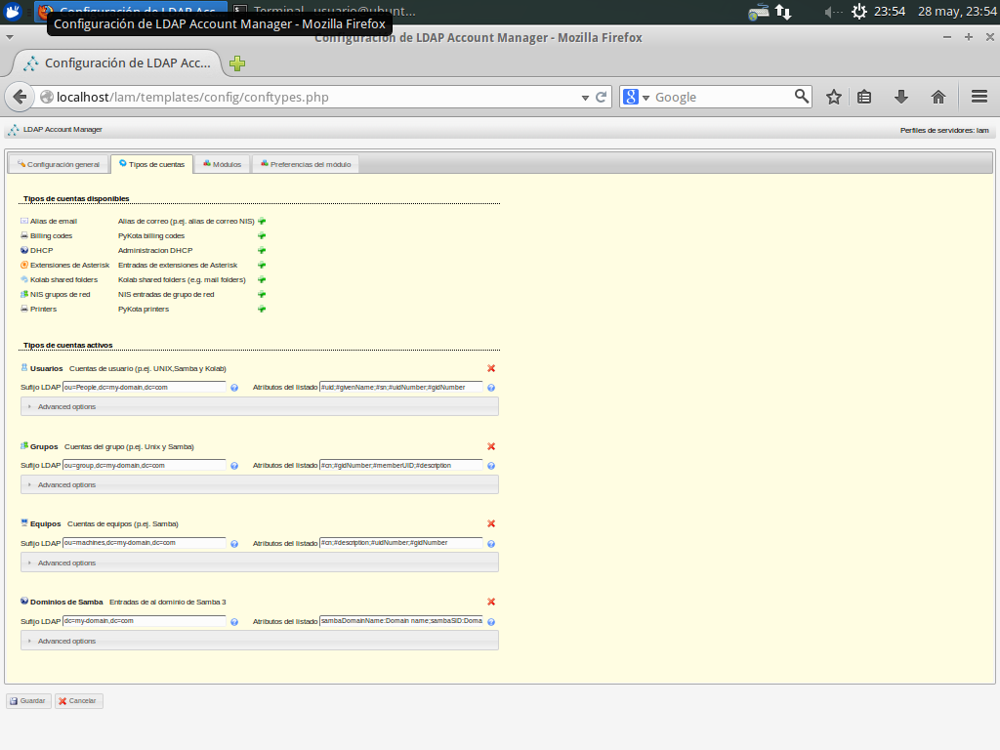 Configuración de LDAP Acc...
Terminal - usuario@ubunt...
23:54
28 may, 23:54
Configuración de LDAP Account Manager - Mozilla Firefox
Configuración de LDAP Account Manager - Mozilla Firefox
Configuración de LDAP Acc...
localhost/lam/templates/config/conftypes.php
Google
LDAP Account Manager
Perfiles de servidores: lam
Configuración general
Tipos de cuentas
Módulos
Preferencias del módulo
Tipos de cuentas disponibles
Alias de email Alias de correo (p.ej. alias de correo NIS)
Billing codes PyKota billing codes
DHCP Administracion DHCP
Extensiones de Asterisk Entradas de extensiones de Asterisk
Kolab shared folders Kolab shared folders (e.g. mail folders)
NIS grupos de red NIS entradas de grupo de red
Printers PyKota printers
Tipos de cuentas activos
Usuarios Cuentas de usuario (p.ej. UNIX,Samba y Kolab)
Sufijo LDAP ou=People,dc=my-domain,dc=com Atributos del listado #uid;#givenName;#sn;#uidNumber;#gidNumber
Advanced options
Grupos Cuentas del grupo (p.ej. Unix y Samba)
Sufijo LDAP ou=group,dc=my-domain,dc=com Atributos del listado #cn;#gidNumber;#memberUID;#description
Advanced options
Equipos Cuentas de equipos (p.ej. Samba)
Sufijo LDAP ou=machines,dc=my-domain,dc=com Atributos del listado #cn;#description;#uidNumber;#gidNumber
Advanced options
Dominios de Samba Entradas de al dominio de Samba 3
Sufijo LDAP dc=my-domain,dc=com Atributos del listado sambaDomainName:Domain name;sambaSID:Doma
Advanced options
Guardar
Cancelar